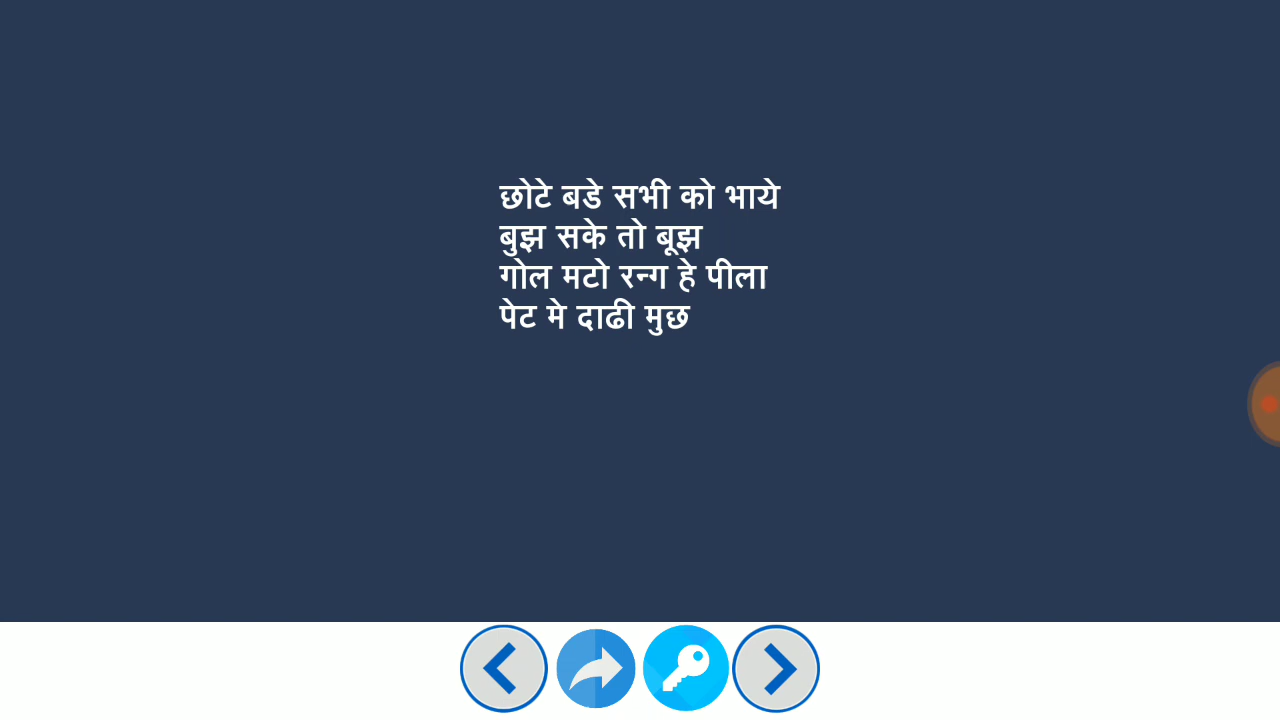 छोटे बडे सभी को भाये
बुझ सके तो बूझ
गोल मटो रन्ग हे पीला
पेट मे दाढी मुछ